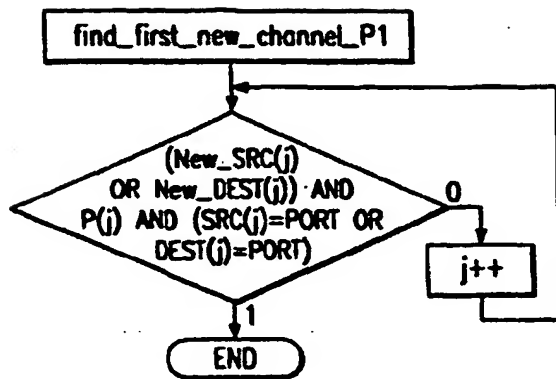 find_first_new_channel_P1
(New_SRC(j)
OR New_DEST(j)) AND
P(j) AND (SRC(j)=PORT OR
DEST(j)=PORT)
0
j++
1
END